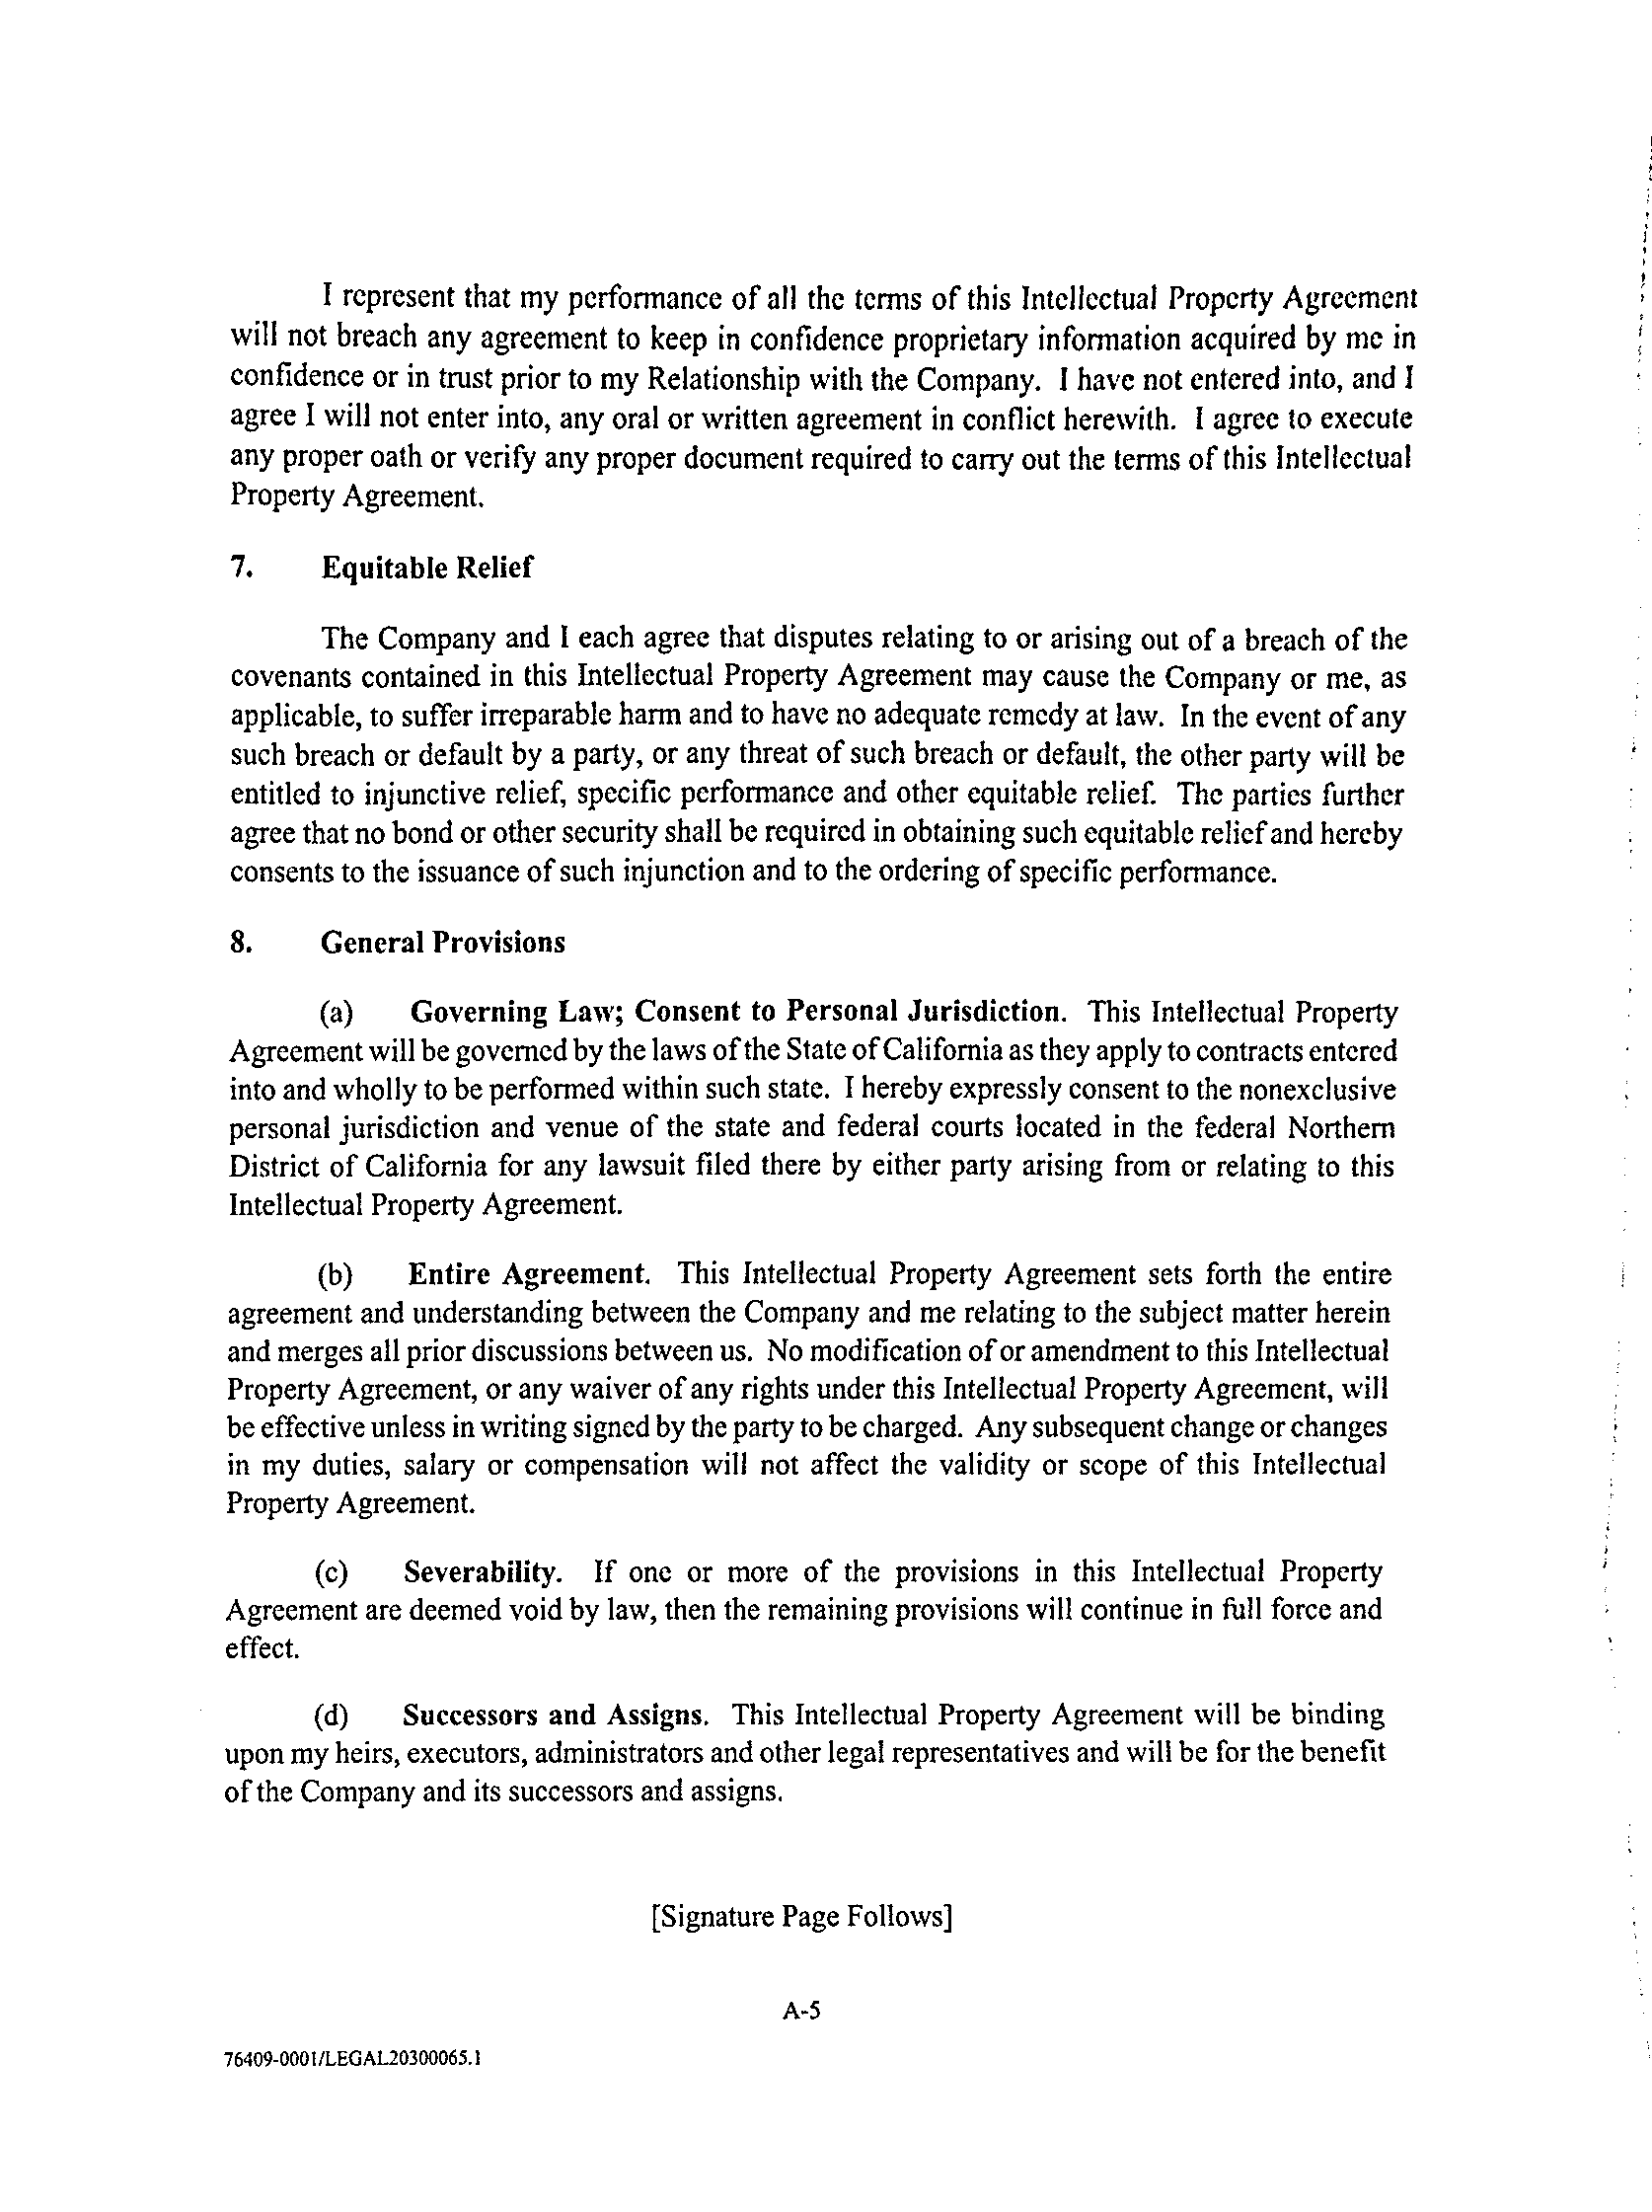 I represent that my performance of all the terms of this Intellectual Property Agreement
will not breach any agreement to keep in confidence proprietary information acquired by me in
confidence or in trust prior to my Relationship with the Company. I have not entered into, and I
agree I will not enter into, any oral or written agreement in conflict herewith. I agree to execute
any proper oath or verify any proper document required to carry out the terms of this Intellectual
Property Agreement.
7. Equitable Relief
The Company and I each agree that disputes relating to or arising out of a breach of the
covenants contained in this Intellectual Property Agreement may cause the Company or me, as
applicable, to suffer irreparable harm and to have no adequate remedy at law. In the event of any
such breach or default by a party, or any threat of such breach or default, the other party will be
entitled to injunctive relief, specific performance and other equitable relief. The parties further
agree that no bond or other security shall be required in obtaining such equitable relief and hereby
consents to the issuance of such injunction and to the ordering of specific performance.
8. General Provisions
(a) Governing Law; Consent to Personal Jurisdiction. This Intellectual Property
Agreement will be governed by the laws of the State of California as they apply to contracts entered
into and wholly to be performed within such state. I hereby expressly consent to the nonexclusive
personal jurisdiction and venue of the state and federal courts located in the federal Northern
District of California for any lawsuit filed there by either party arising from or relating to this
Intellectual Property Agreement.
(b) Entire Agreement. This Intellectual Property Agreement sets forth the entire
agreement and understanding between the Company and me relating to the subject matter herein
and merges all prior discussions between us. No modification of or amendment to this Intellectual
Property Agreement, or any waiver of any rights under this Intellectual Property Agreement, will
be effective unless in writing signed by the party to be charged. Any subsequent change or changes
in my duties, salary or compensation will not affect the validity or scope of this Intellectual
Property Agreement.
(c) Severability. If one or more of the provisions in this Intellectual Property
Agreement are deemed void by law, then the remaining provisions will continue in full force and
effect.
(d) Successors and Assigns. This Intellectual Property Agreement will be binding
upon my heirs, executors, administrators and other legal representatives and will be for the benefit
of the Company and its successors and assigns.
[Signature Page Follows]
A-5
76409-0001/LEGAL20300065.1